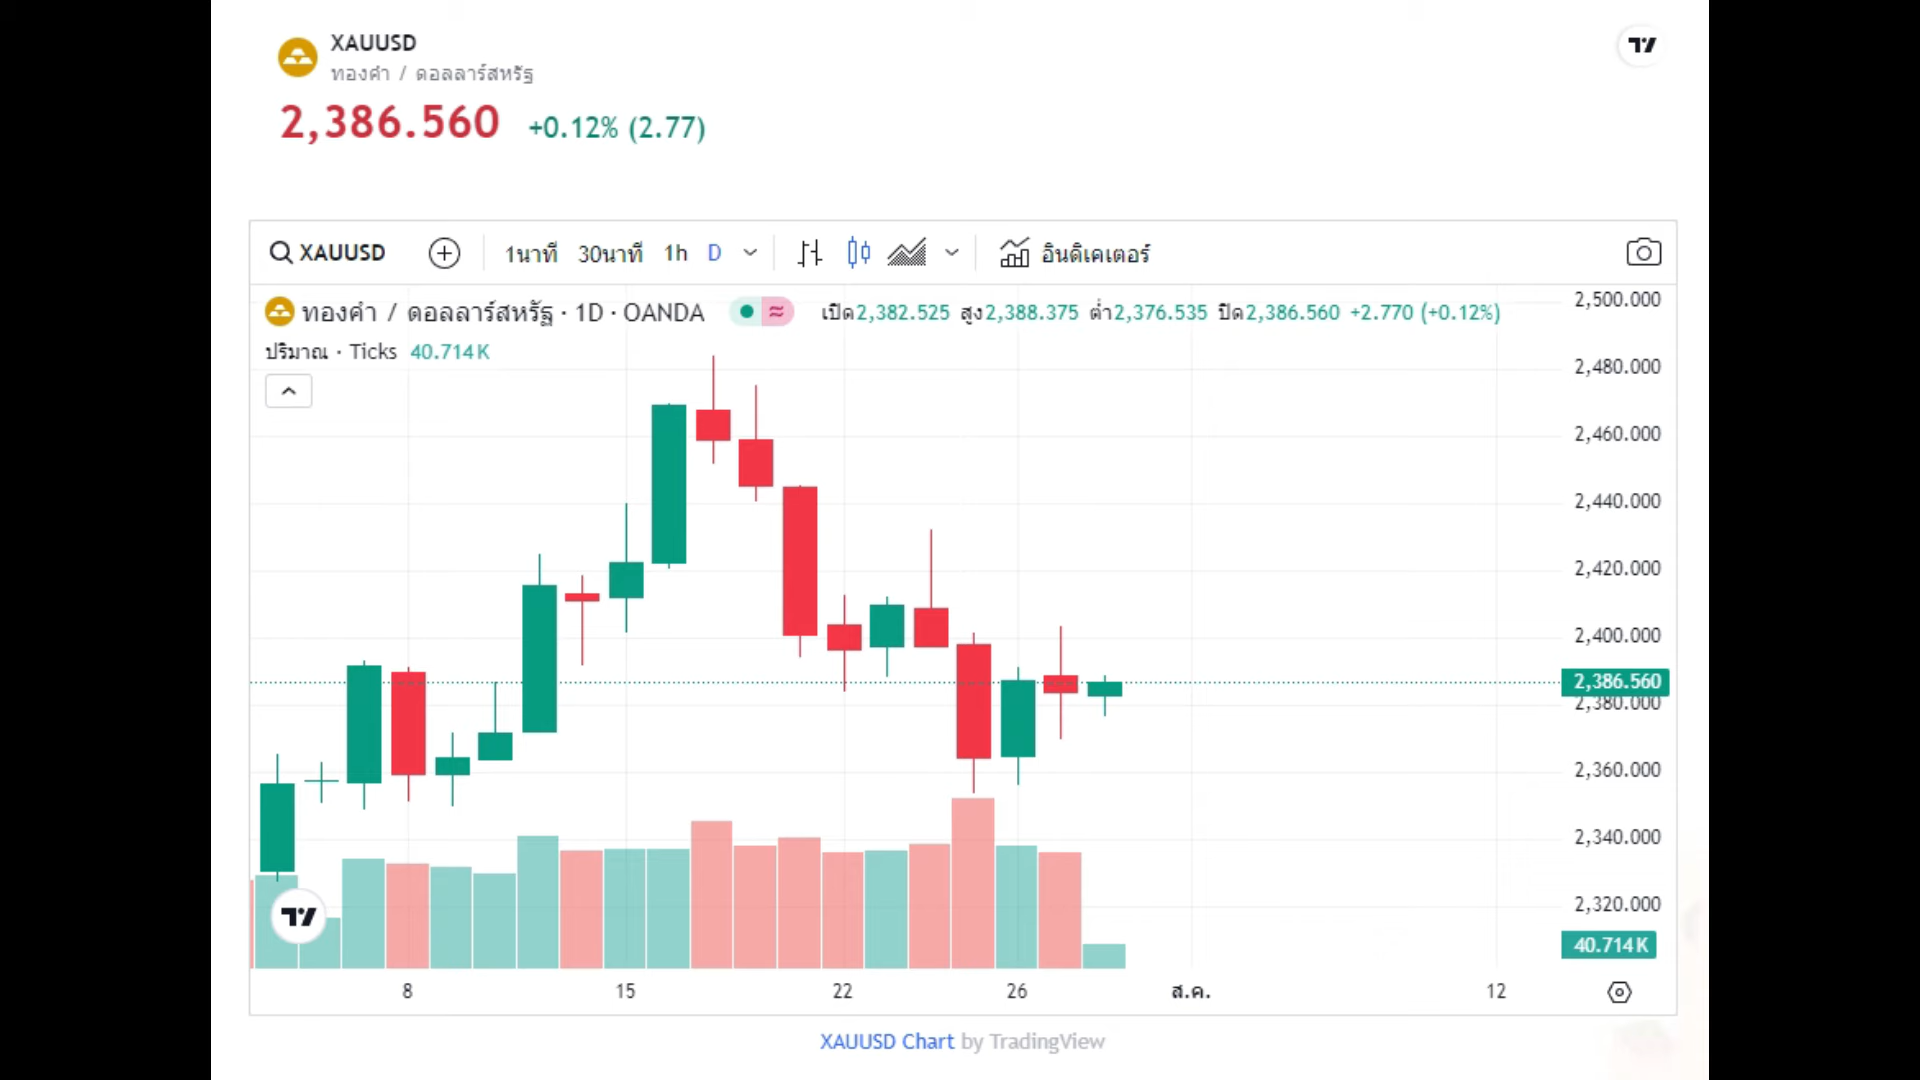 XAUUSD
ทองคำ / ดอลลาร์สหรัฐ
2,386.560 +0.12% (2.77)
XAUUSD 1นาที 30นาที 1h D อินดิเคเตอร์
ทองคำ / ดอลลาร์สหรัฐ · 1D · OANDA เปิด2,382.525 สูง2,388.375 ต่ำ2,376.535 ปิด2,386.560 +2.770 (+0.12%)
ปริมาณ · Ticks 40.714K
2,500.000
2,480.000
2,460.000
2,440.000
2,420.000
2,400.000
2,386.560
2,380.000
2,360.000
2,340.000
2,320.000
40.714K
8 15 22 26 ส.ค. 12
XAUUSD Chart by TradingView